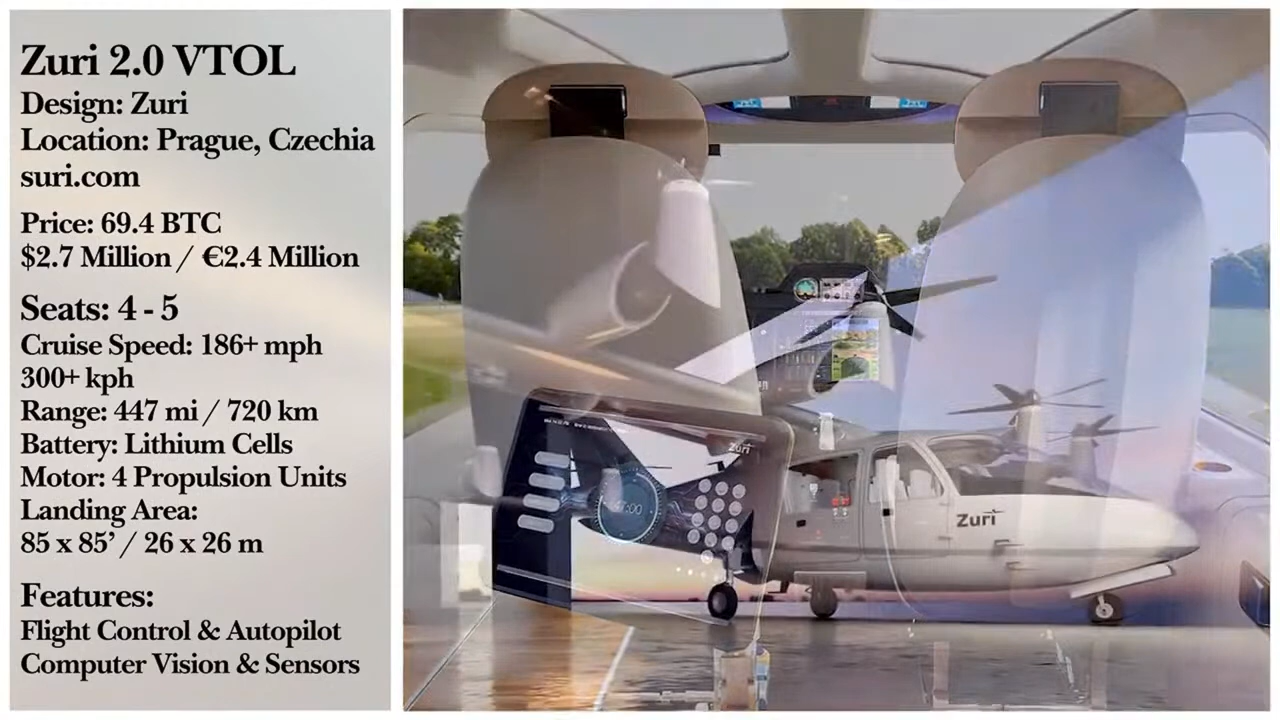 Zuri 2.0 VTOL
Design: Zuri
Location: Prague, Czechia
suri.com
Price: 69.4 BTC
$2.7 Million / €2.4 Million
Seats: 4 - 5
Cruise Speed: 186+ mph
300+ kph
Range: 447 mi / 720 km
Battery: Lithium Cells
Motor: 4 Propulsion Units
Landing Area:
85 x 85’ / 26 x 26 m
Features:
Flight Control & Autopilot
Computer Vision & Sensors
Zuri
Zuri